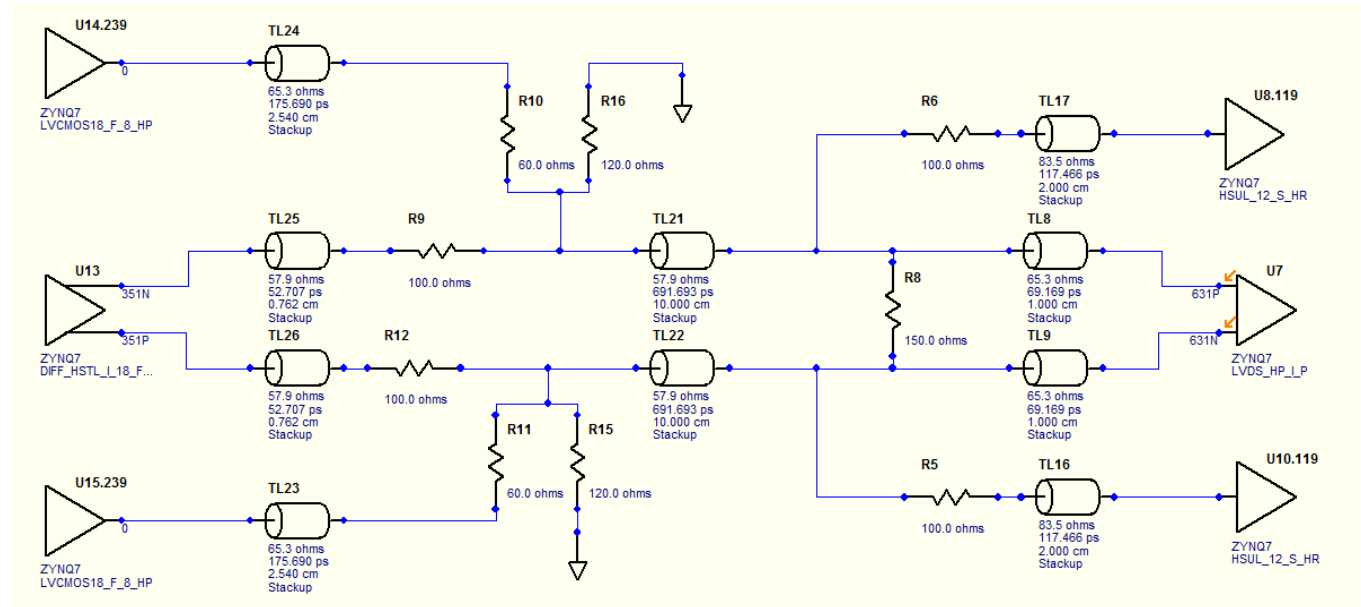 U14.239
0
ZYNQ7
LVCMOS18_F_8_HP
TL24
65.3 ohms
175.690 ps
2.540 cm
Stackup
R10
60.0 ohms
R16
120.0 ohms
R6
100.0 ohms
TL17
83.5 ohms
117.466 ps
2.000 cm
Stackup
U8.119
ZYNQ7
HSUL_12_S_HR
U13
351N
351P
ZYNQ7
DIFF_HSTL_I_18_F...
TL25
57.9 ohms
52.707 ps
0.762 cm
Stackup
R9
100.0 ohms
TL21
57.9 ohms
691.693 ps
10.000 cm
Stackup
R8
150.0 ohms
TL8
65.3 ohms
69.169 ps
1.000 cm
Stackup
U7
631P
631N
ZYNQ7
LVDS_HP_I_P
TL26
57.9 ohms
52.707 ps
0.762 cm
Stackup
R12
100.0 ohms
TL22
57.9 ohms
691.693 ps
10.000 cm
Stackup
TL9
65.3 ohms
69.169 ps
1.000 cm
Stackup
U15.239
0
ZYNQ7
LVCMOS18_F_8_HP
TL23
65.3 ohms
175.690 ps
2.540 cm
Stackup
R11
60.0 ohms
R15
120.0 ohms
R5
100.0 ohms
TL16
83.5 ohms
117.466 ps
2.000 cm
Stackup
U10.119
ZYNQ7
HSUL_12_S_HR